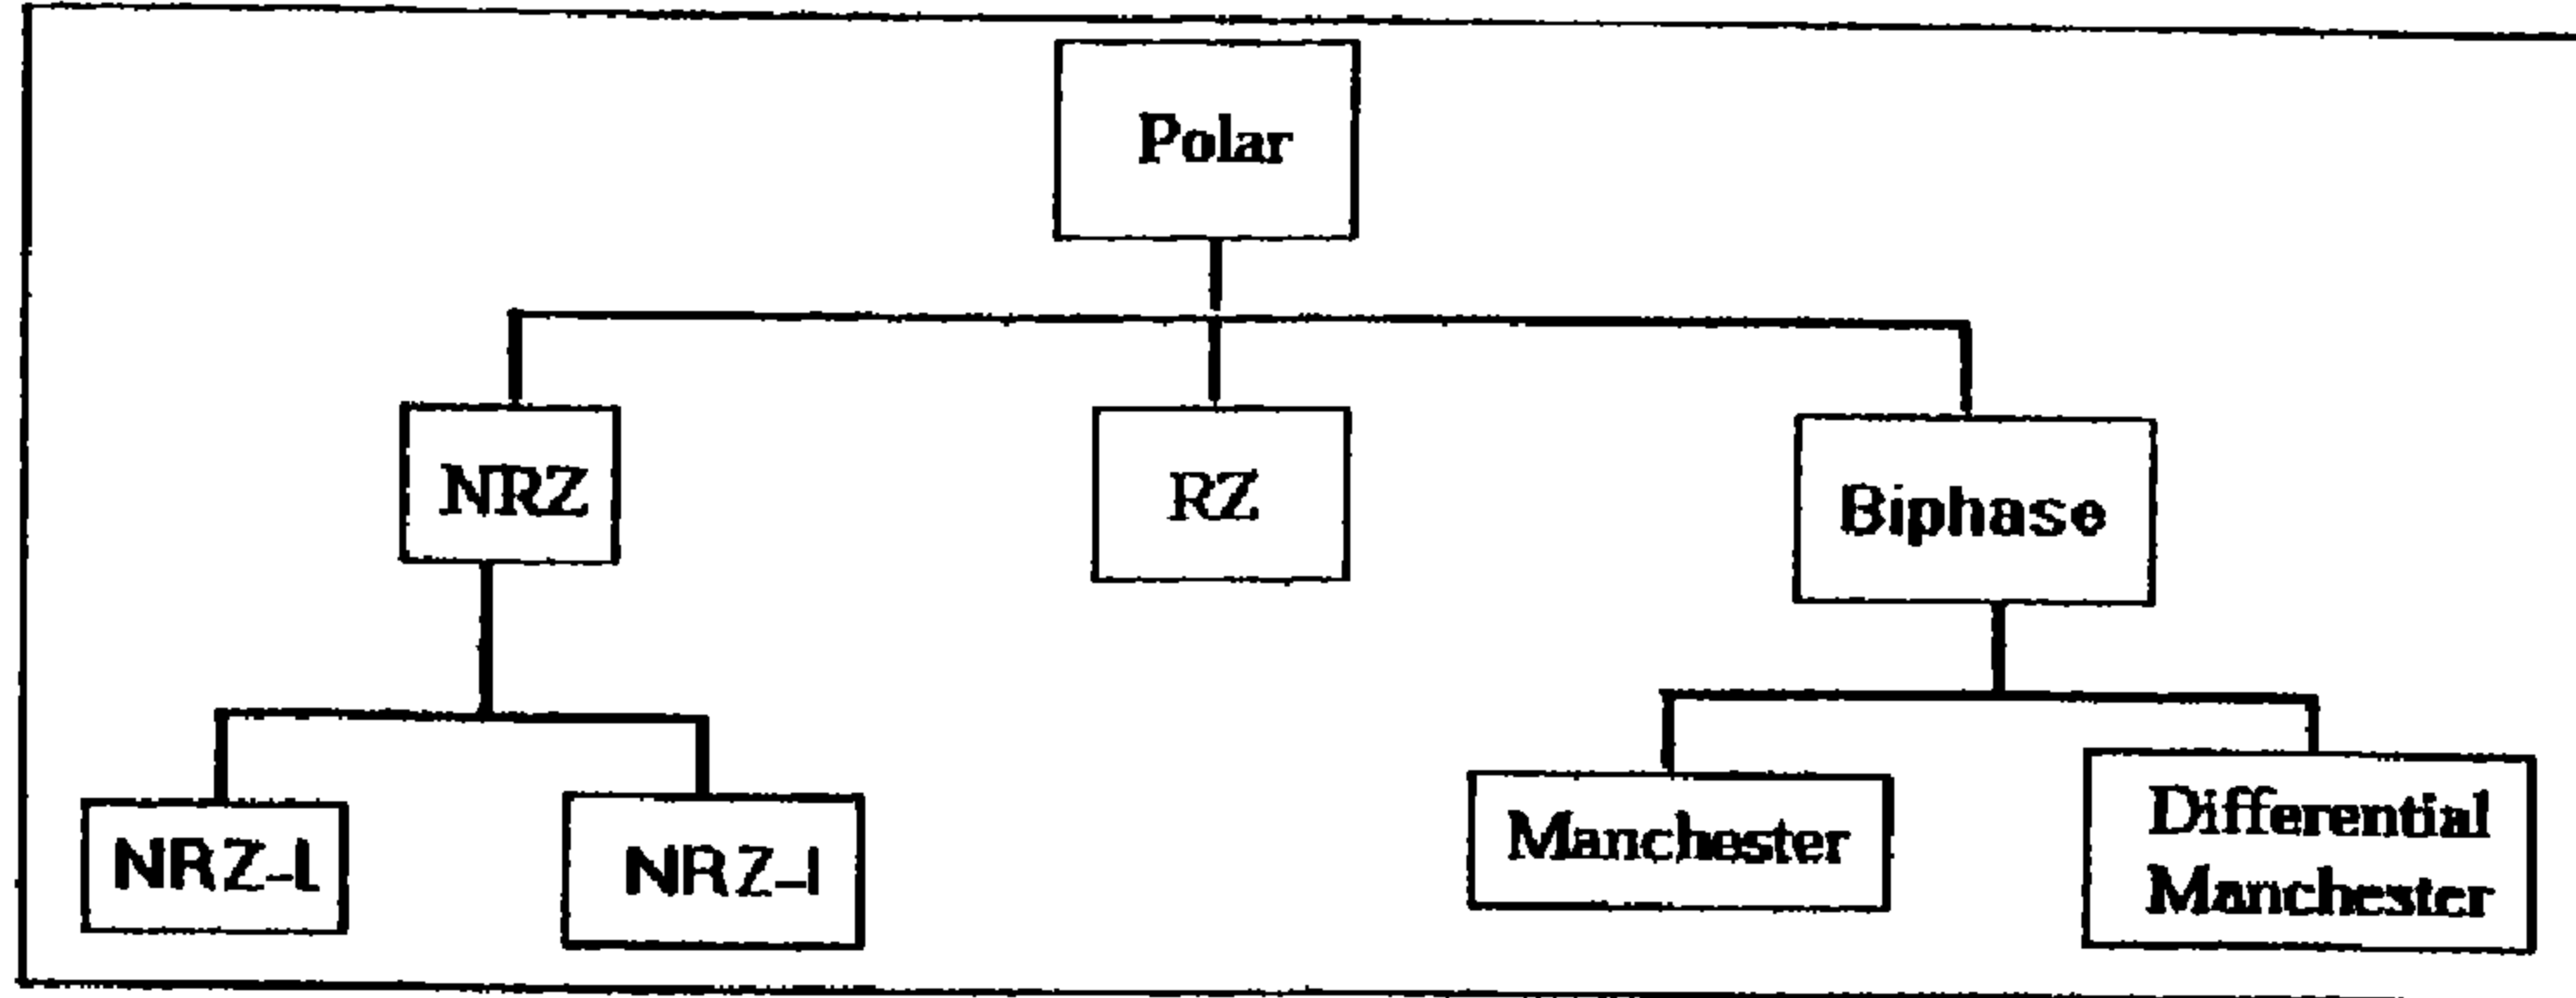 Polar
NRZ
RZ
Biphase
NRZ-L
NRZ-I
Manchester
Differential
Manchester